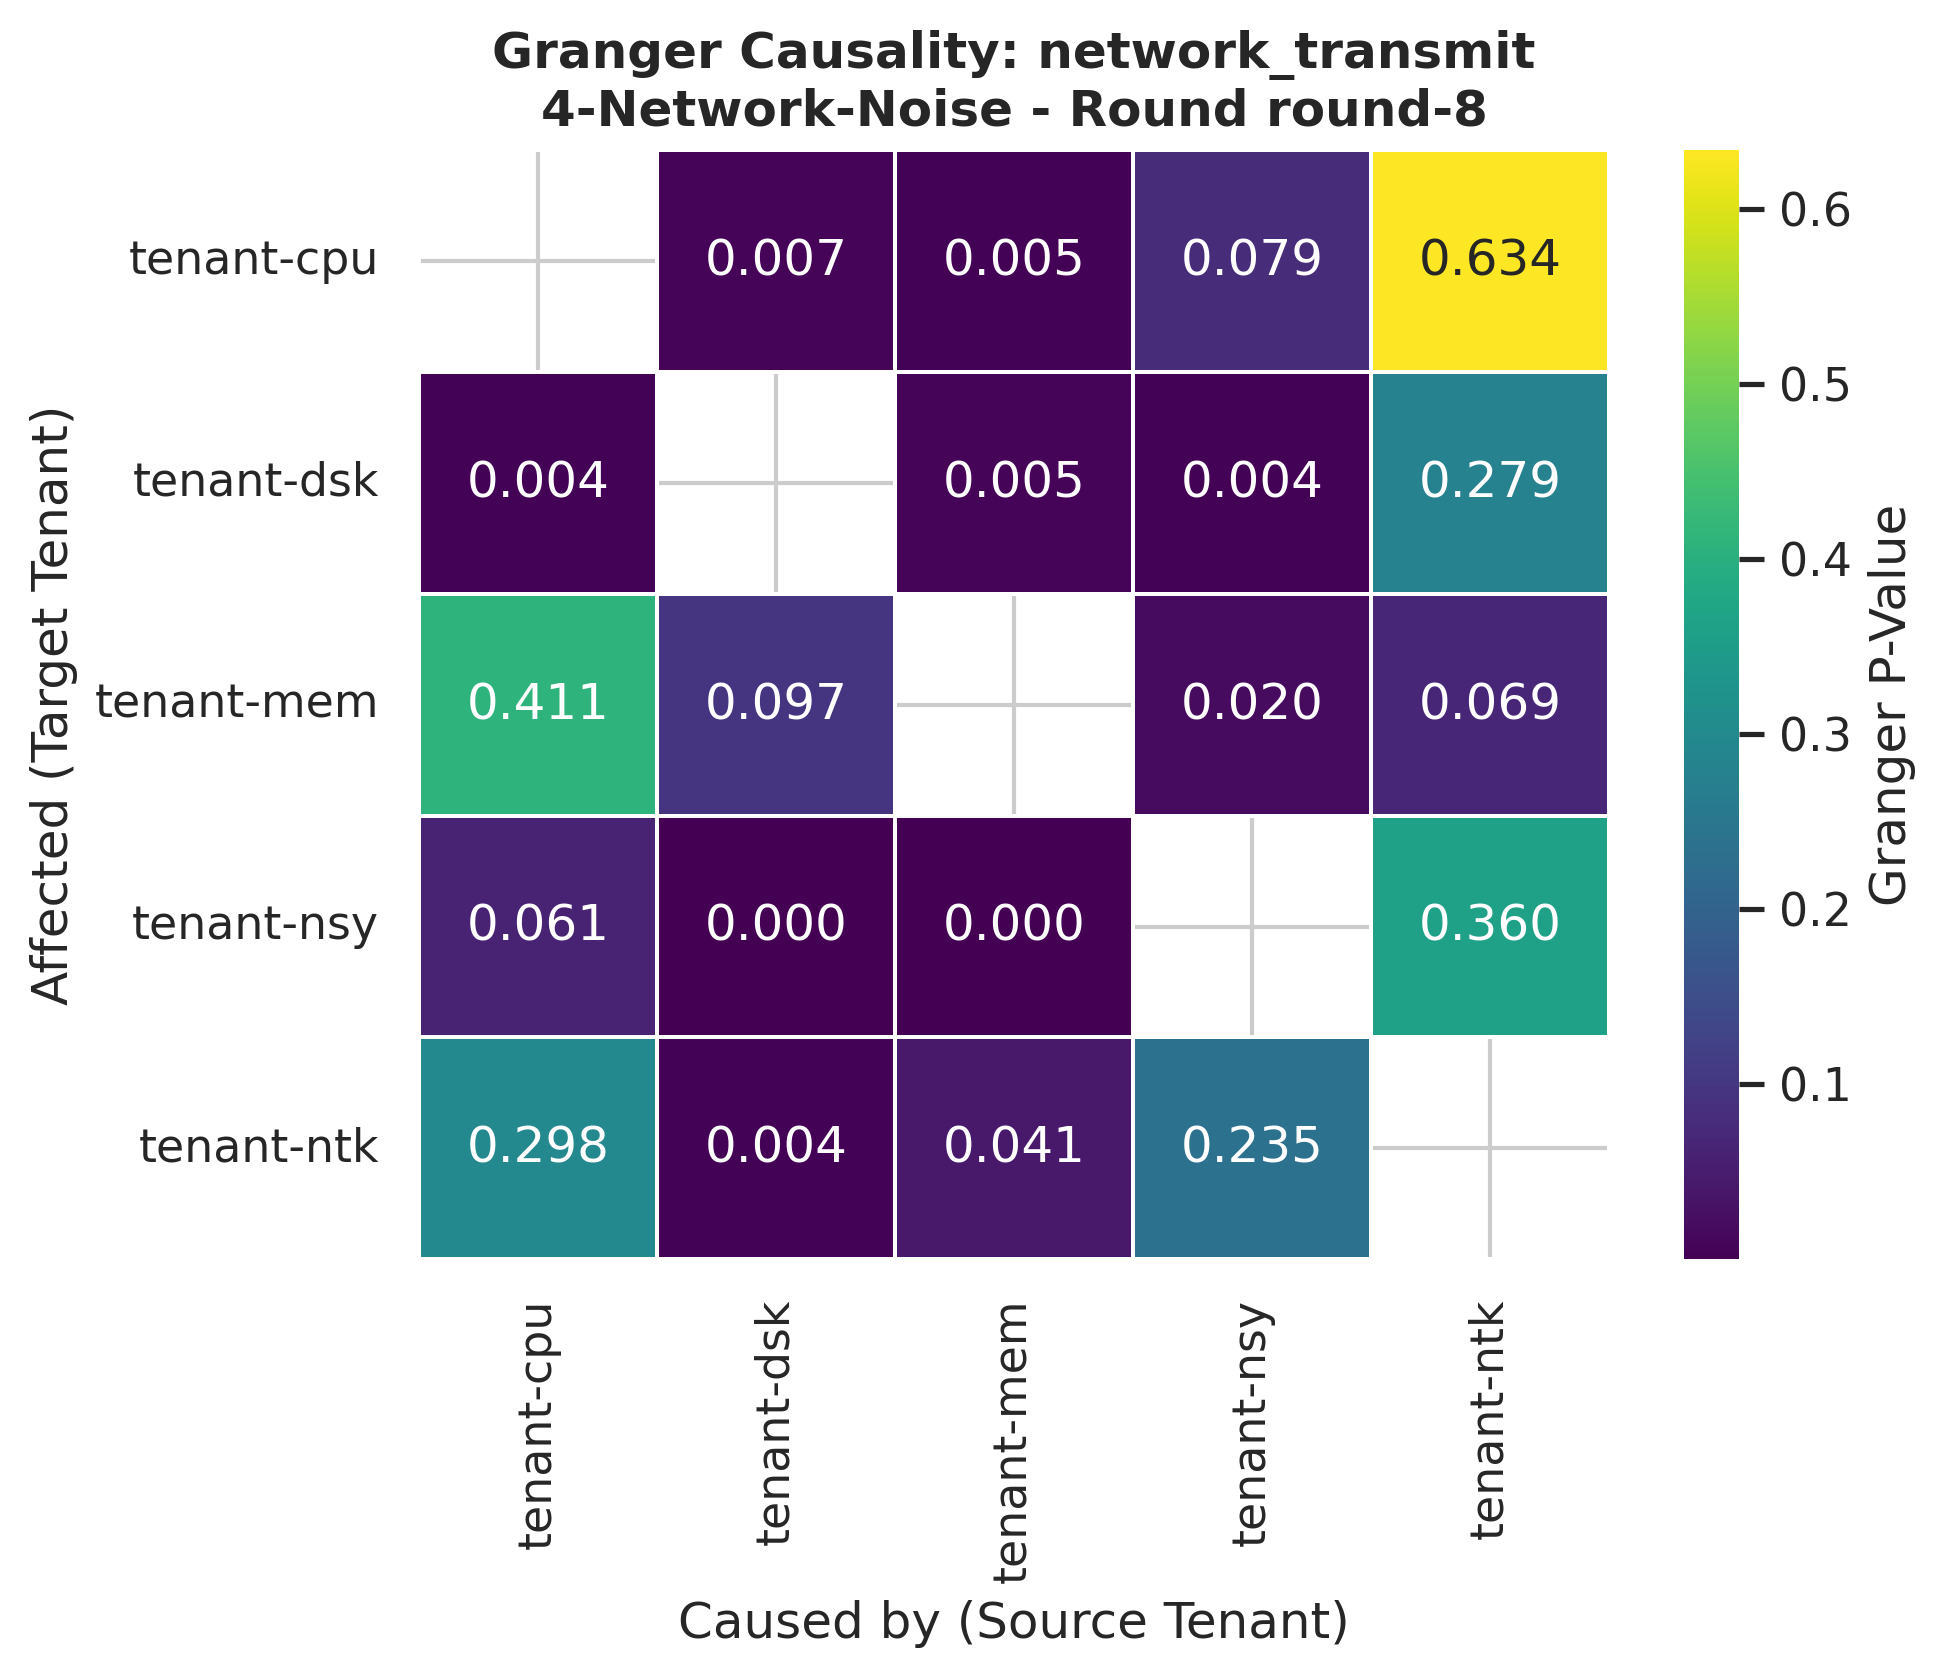 Granger Causality: network_transmit
4-Network-Noise - Round round-8
Affected (Target Tenant)
tenant-cpu
0.007
0.005
0.079
0.634
tenant-dsk
0.004
0.005
0.004
0.279
tenant-mem
0.411
0.097
0.020
0.069
tenant-nsy
0.061
0.000
0.000
0.360
tenant-ntk
0.298
0.004
0.041
0.235
tenant-cpu
tenant-dsk
tenant-mem
tenant-nsy
tenant-ntk
Caused by (Source Tenant)
0.6
0.5
0.4
0.3
0.2
0.1
Granger P-Value